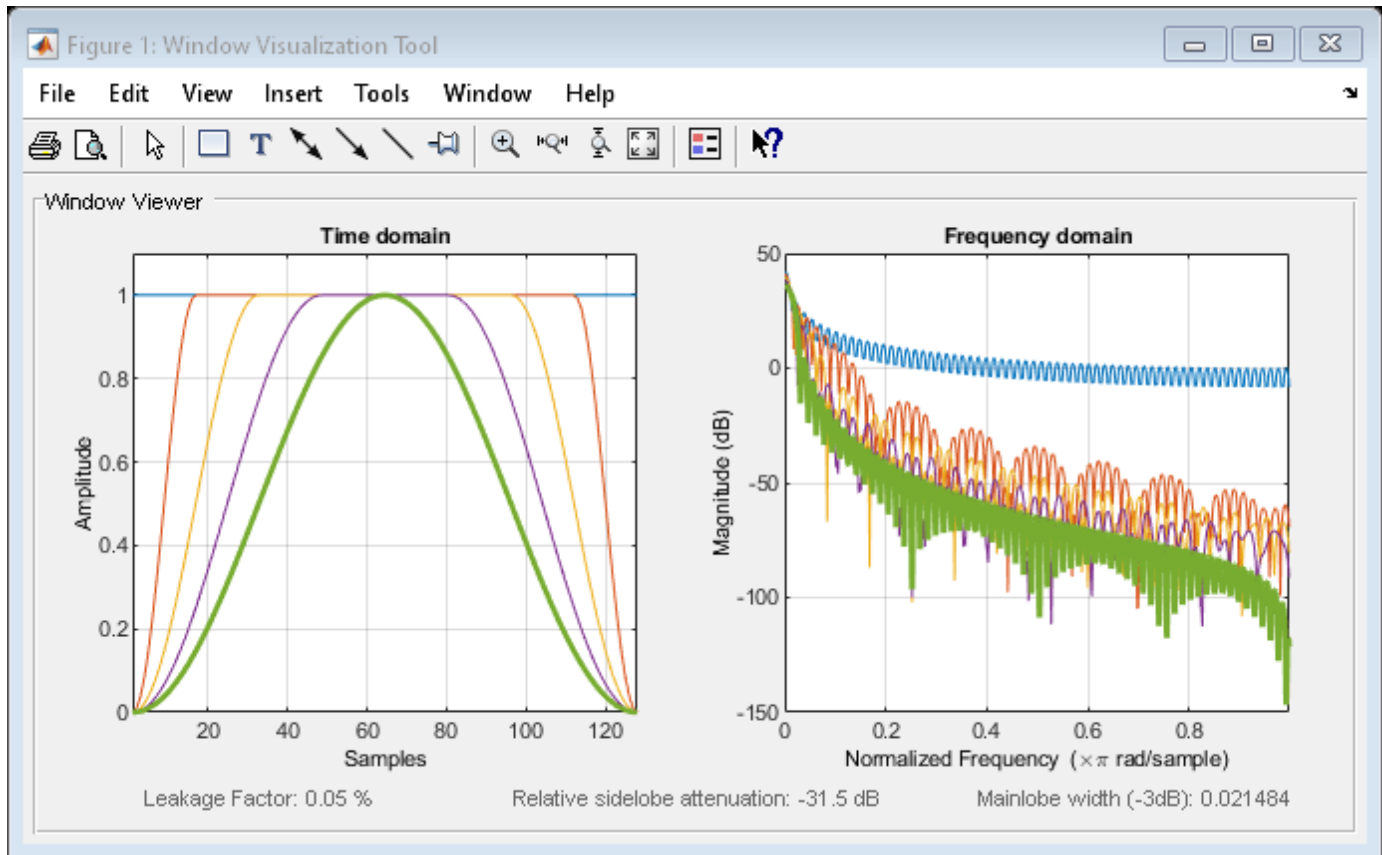 Figure 1: Window Visualization Tool
File Edit View Insert Tools Window Help
T
?
Window Viewer
Time domain
1
0.8
0.6
0.4
0.2
0
Amplitude
20 40 60 80 100 120
Samples
Frequency domain
50
0
-50
-100
-150
Magnitude (dB)
0 0.2 0.4 0.6 0.8
Normalized Frequency (×π rad/sample)
Leakage Factor: 0.05 % Relative sidelobe attenuation: -31.5 dB Mainlobe width (-3dB): 0.021484